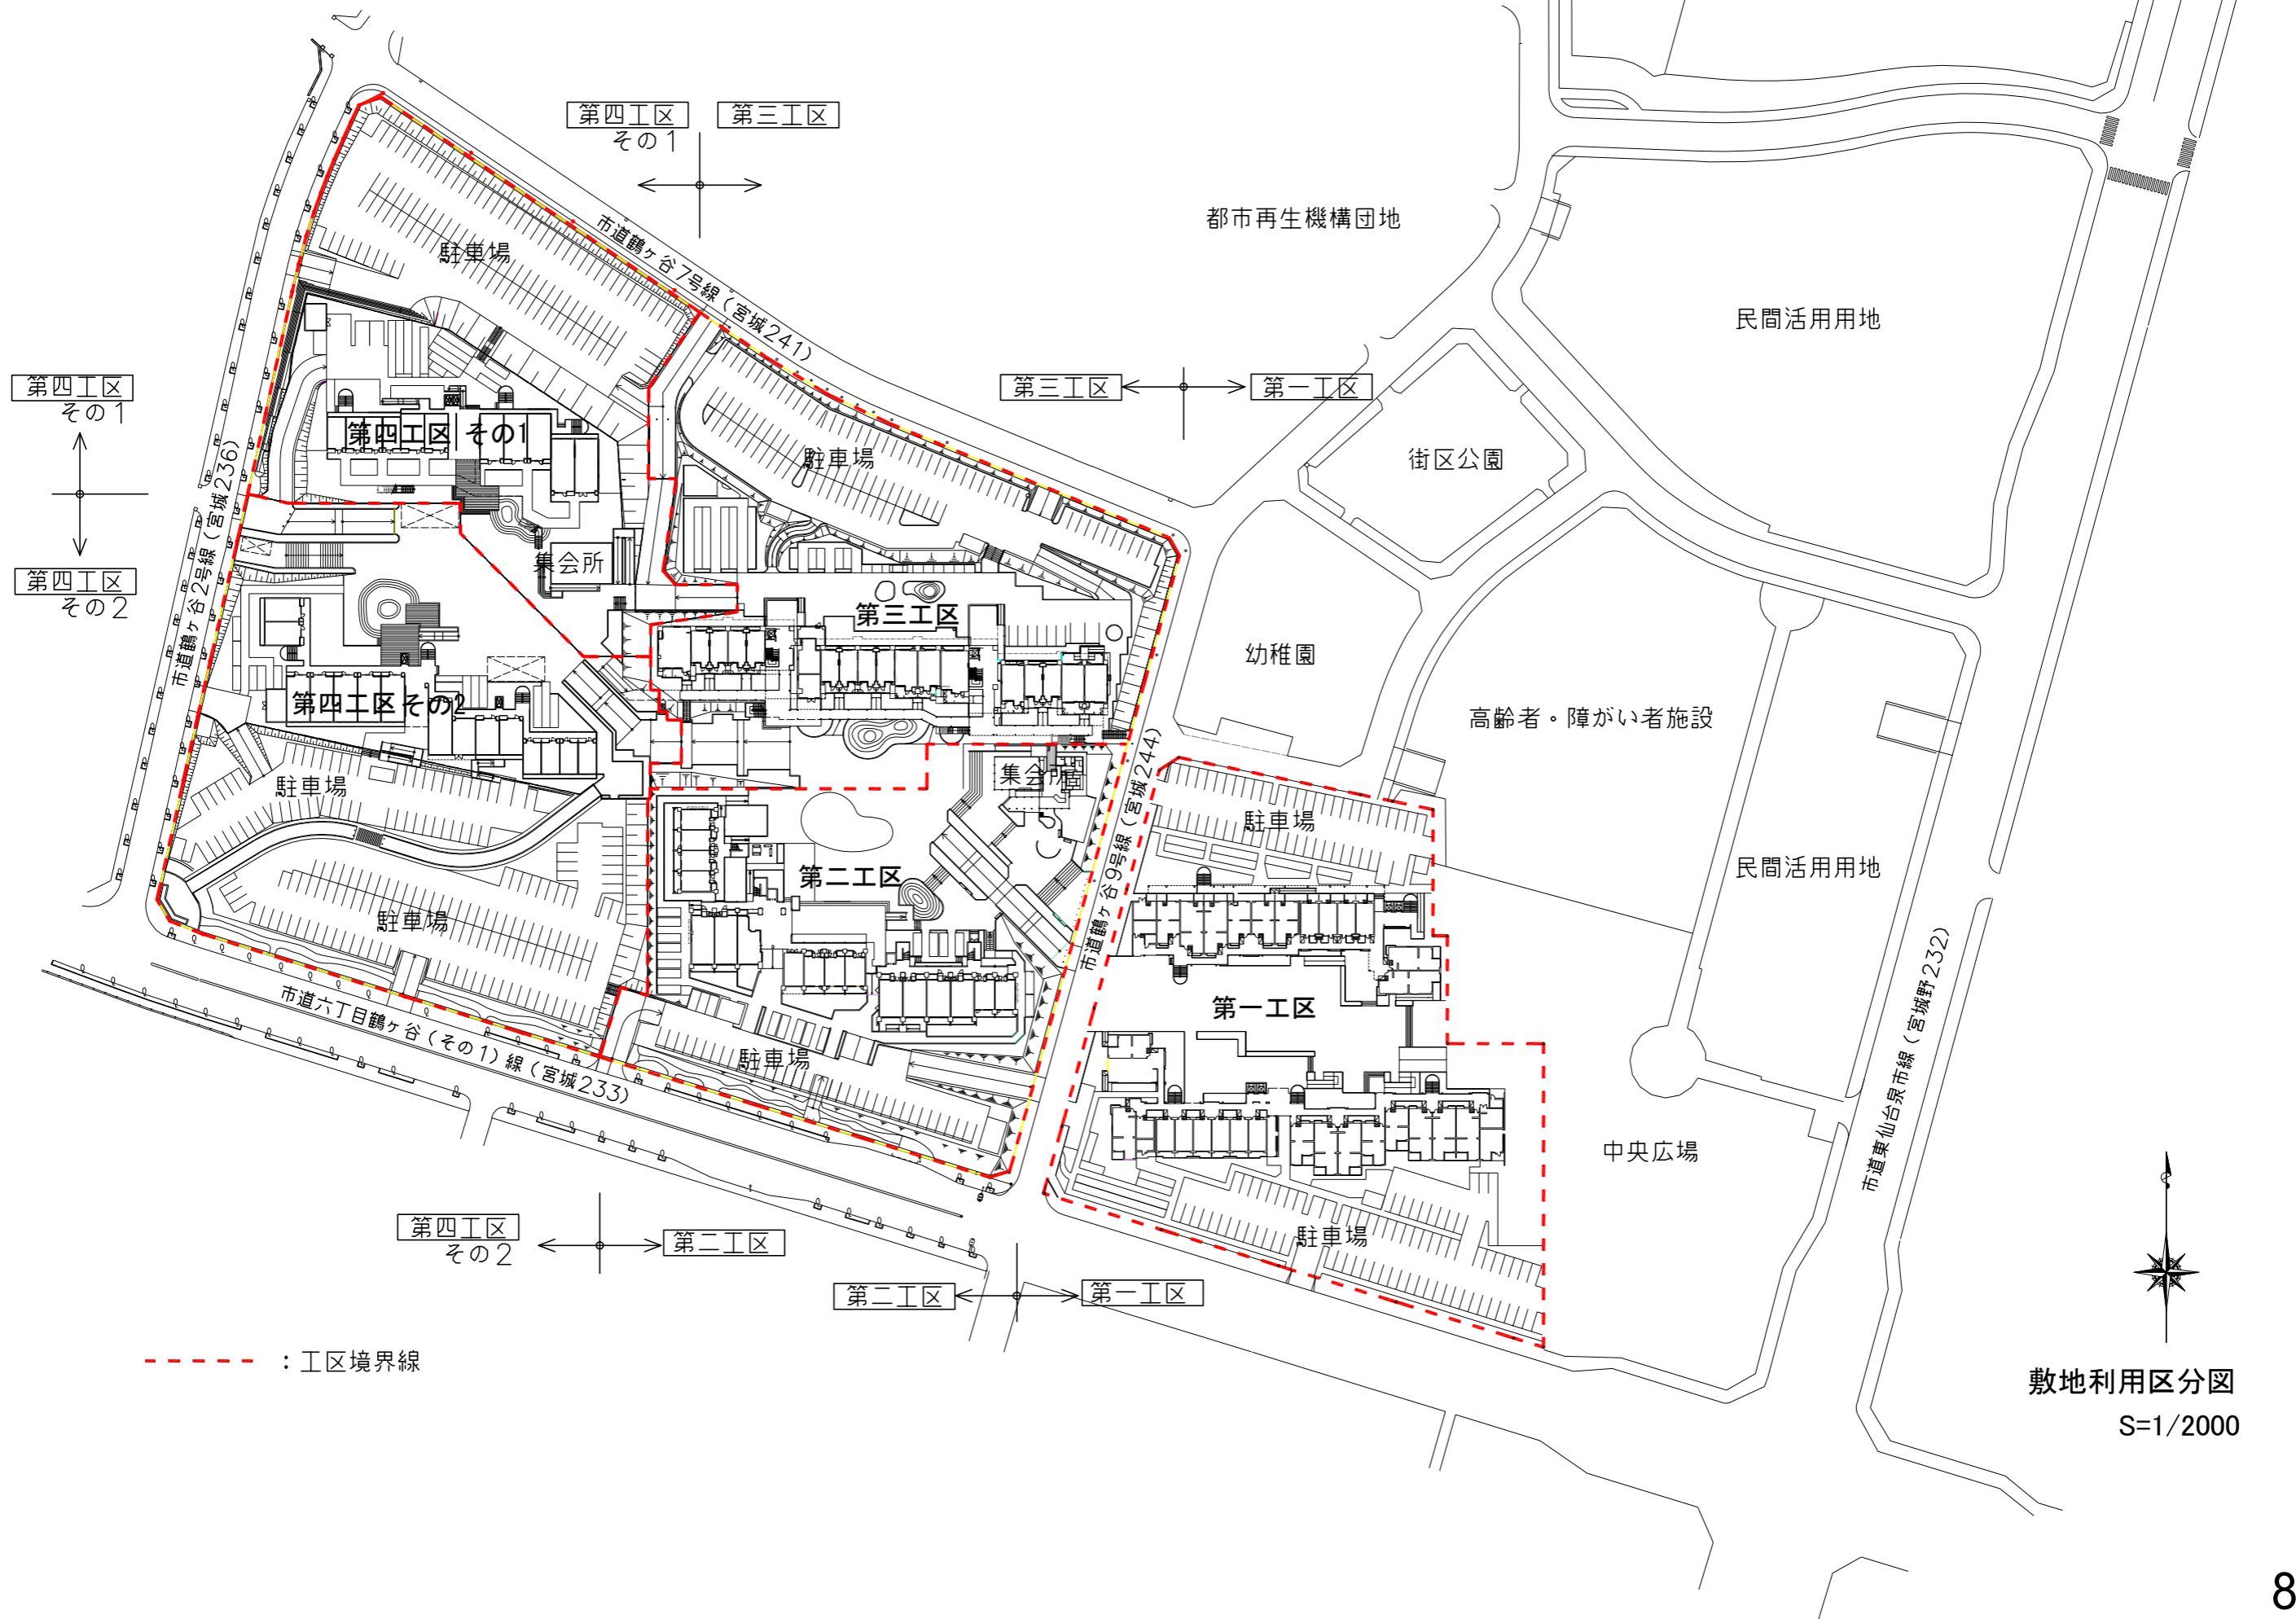 第四工区
その1
第三工区
市道鶴ヶ谷7号線(宮城241)
都市再生機構団地
駐車場
民間活用用地
第四工区
その1
第三工区
第一工区
第四工区 その1
駐車場
街区公園
市道鶴ヶ谷2号線(宮城236)
集会所
第四工区
その2
第三工区
幼稚園
第四工区 その2
高齢者・障がい者施設
市道鶴ヶ谷9号線(宮城244)
駐車場
集会所
駐車場
第二工区
民間活用用地
駐車場
第一工区
市道六丁目鶴ヶ谷(その1)線(宮城233)
駐車場
市道東仙台泉市線(宮城野232)
中央広場
第四工区
その2
第二工区
駐車場
第二工区
第一工区
:工区境界線
敷地利用区分図
S=1/2000
8